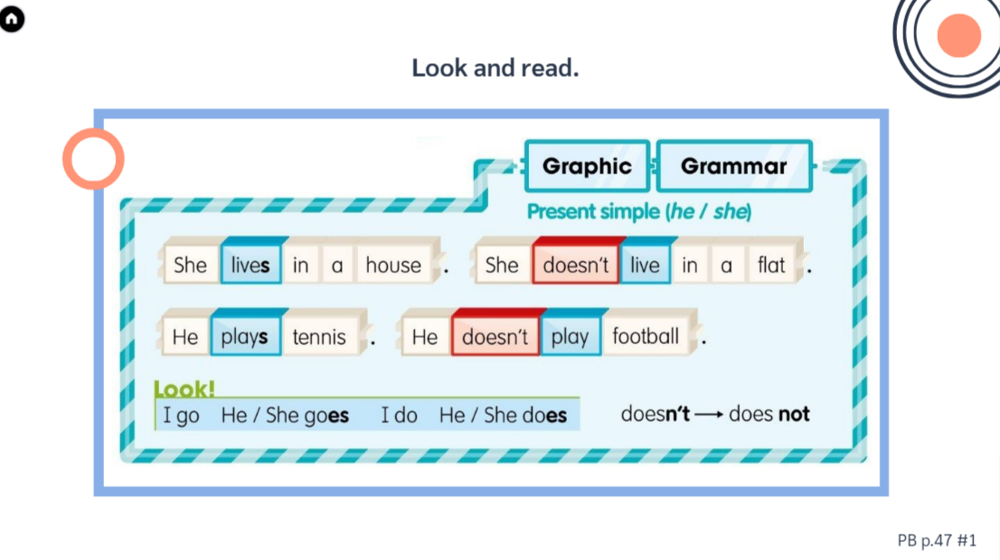 Look and read.
Graphic Grammar
Present simple (he / she)
She lives in a house . She doesn't live in a flat .
He plays tennis . He doesn't play football .
Look!
I go He / She goes I do He / She does doesn't → does not
PB p.47 #1